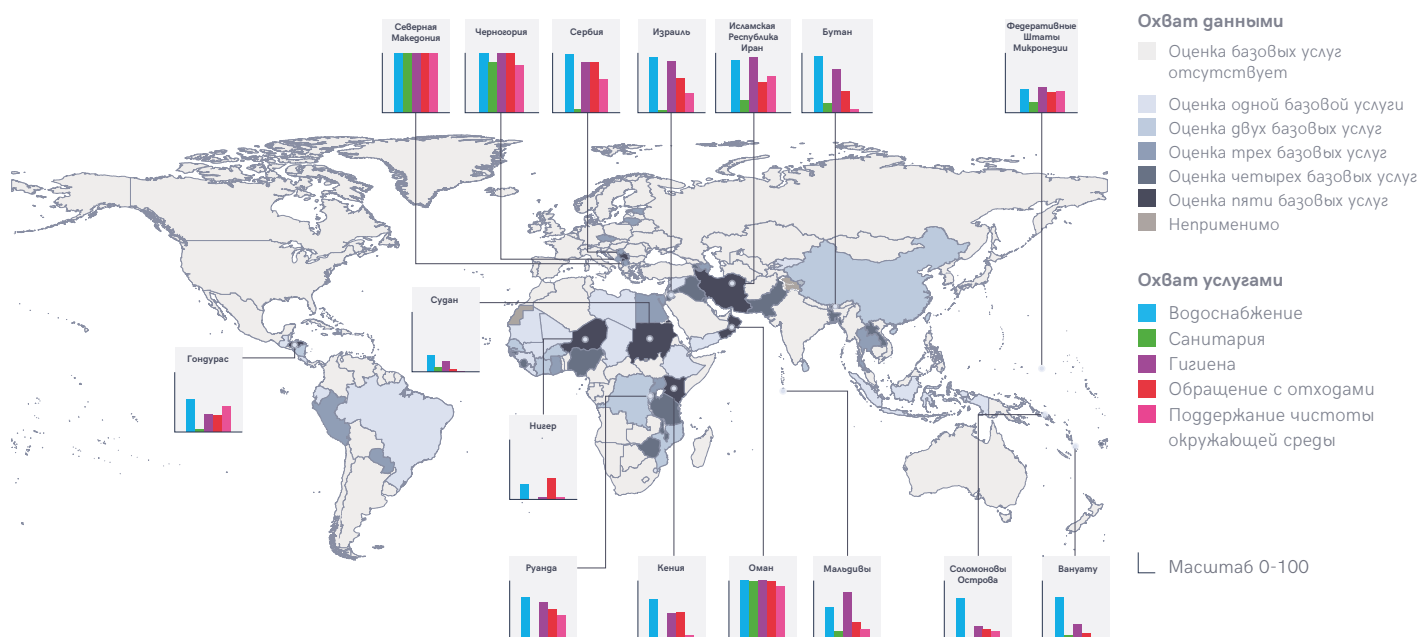 Северная
Македония
Черногория
Сербия
Израиль
Исламская
Республика
Иран
Бутан
Федеративные
Штаты
Микронезии
Судан
Гондурас
Нигер
Руанда
Кения
Оман
Мальдивы
Соломоновы
Острова
Вануату
Охват данными
Оценка базовых услуг
отсутствует
Оценка одной базовой услуги
Оценка двух базовых услуг
Оценка трех базовых услуг
Оценка четырех базовых услуг
Оценка пяти базовых услуг
Неприменимо
Охват услугами
Водоснабжение
Санитария
Гигиена
Обращение с отходами
Поддержание чистоты
окружающей среды
Масштаб 0-100